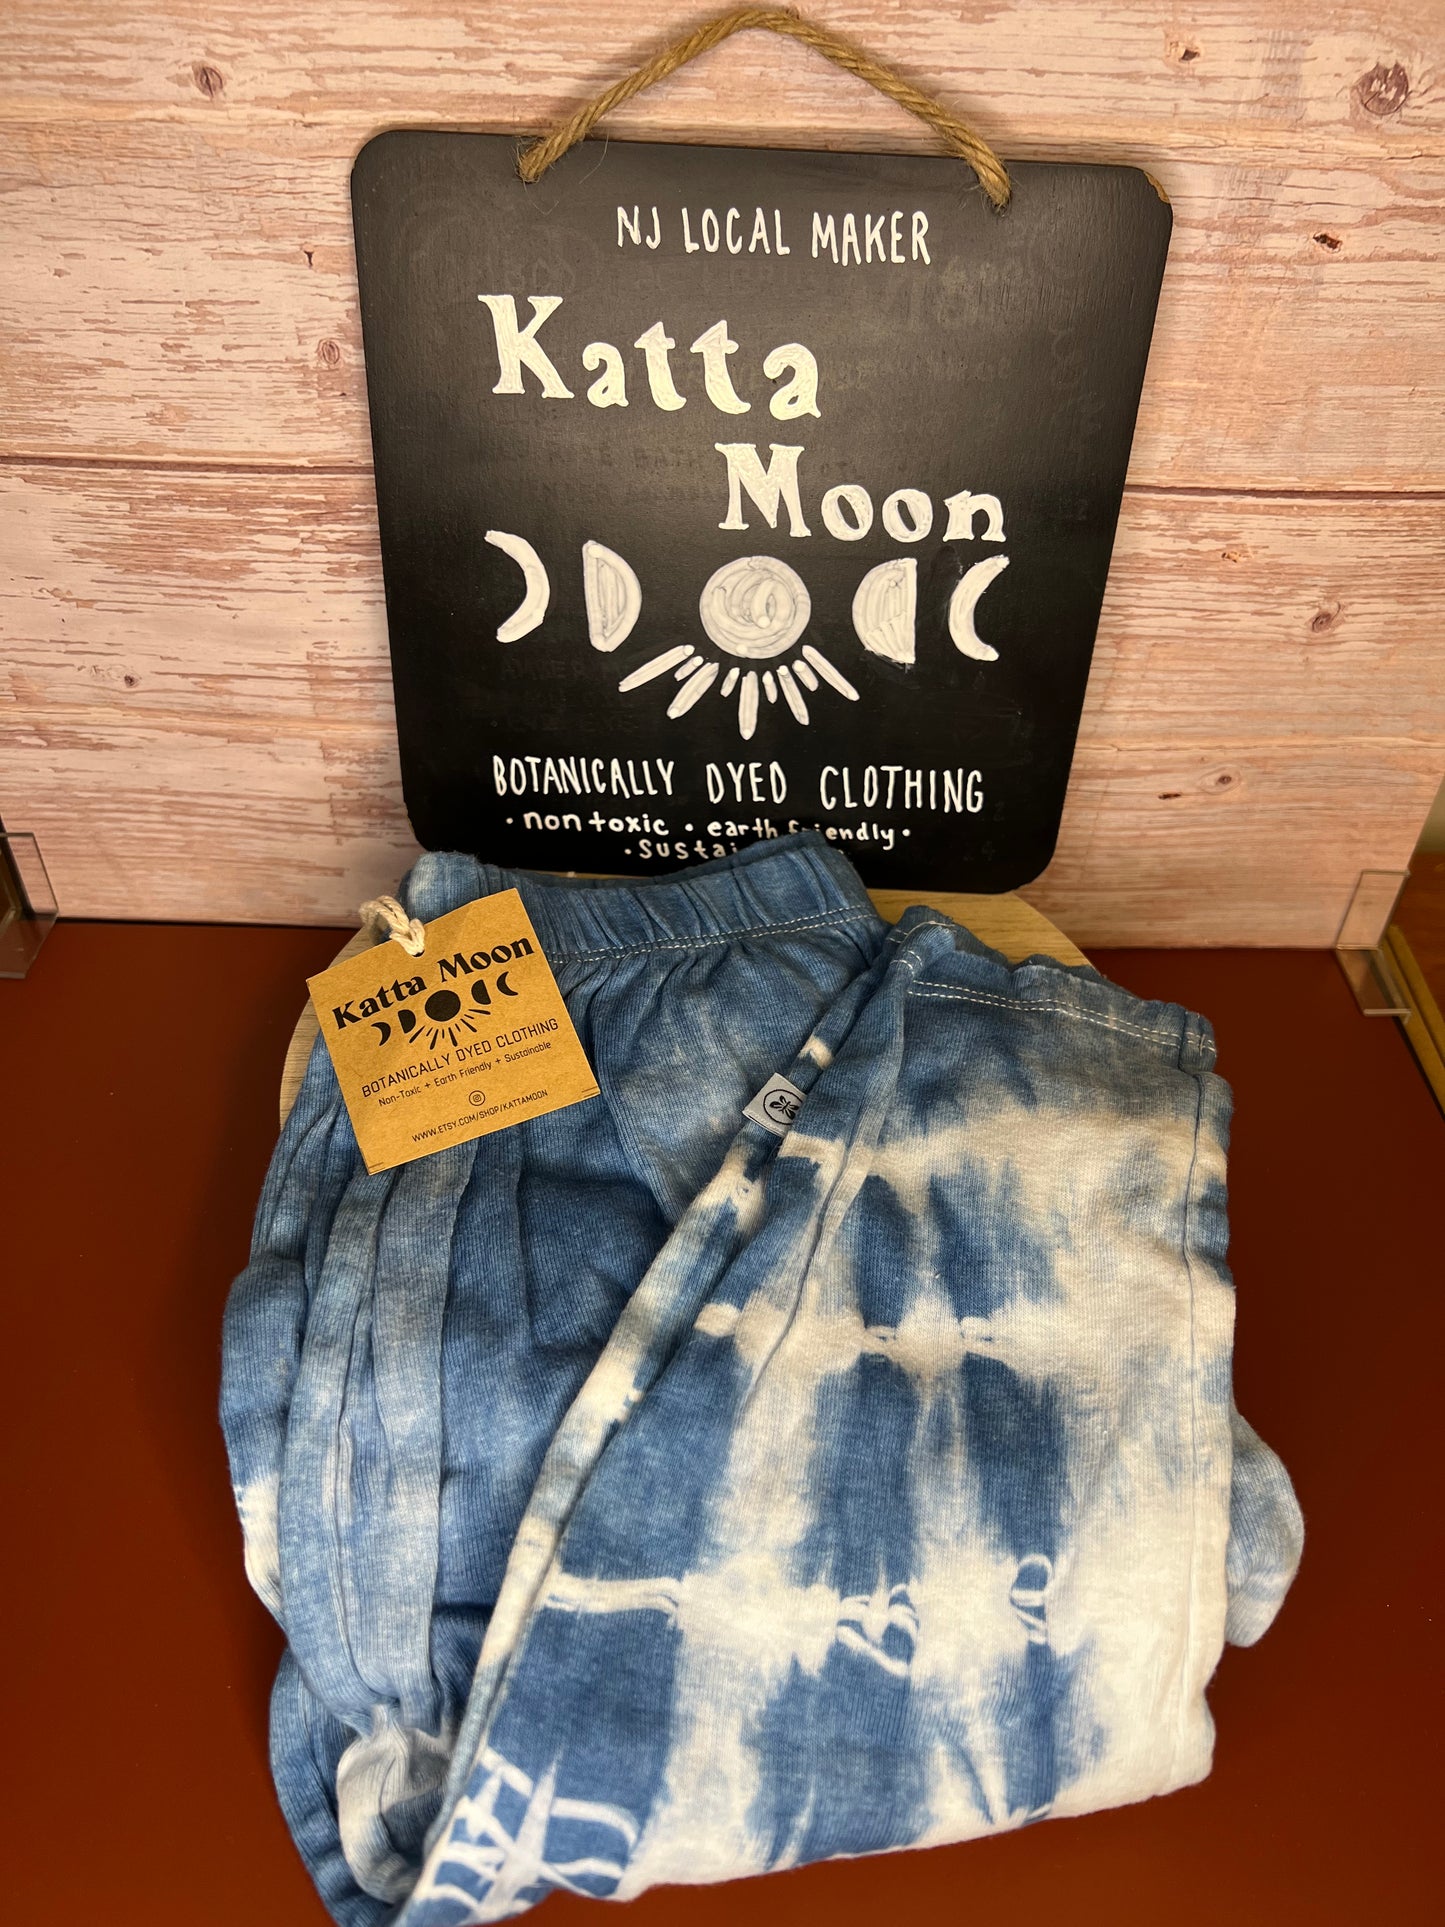 NJ LOCAL MAKER
Katta
Moon
BOTANICALLY DYED CLOTHING
• non toxic • earth friendly •
Katta Moon
BOTANICALLY DYED CLOTHING
Non-Toxic + Earth Friendly + Sustainable
WWW.ETSY.COM/SHOP/KATTAMOON